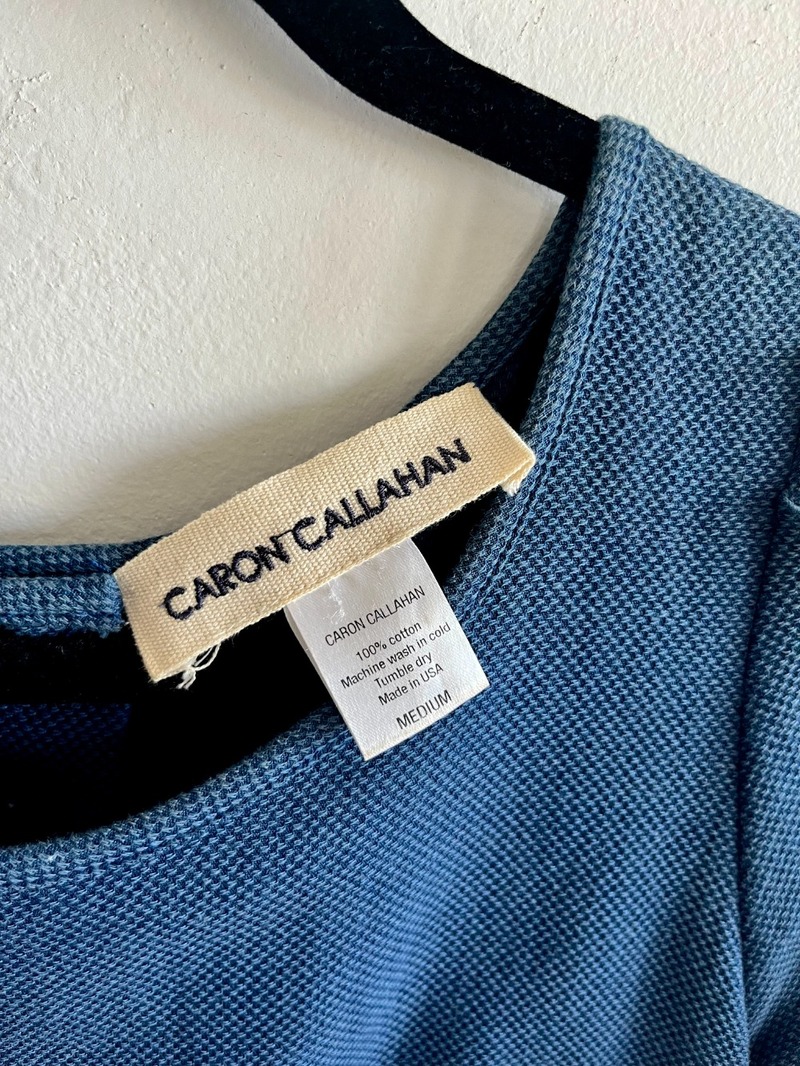 CARON CALLAHAN
CARON CALLAHAN
100% cotton
Machine wash in cold
Tumble dry
Made in USA
MEDIUM